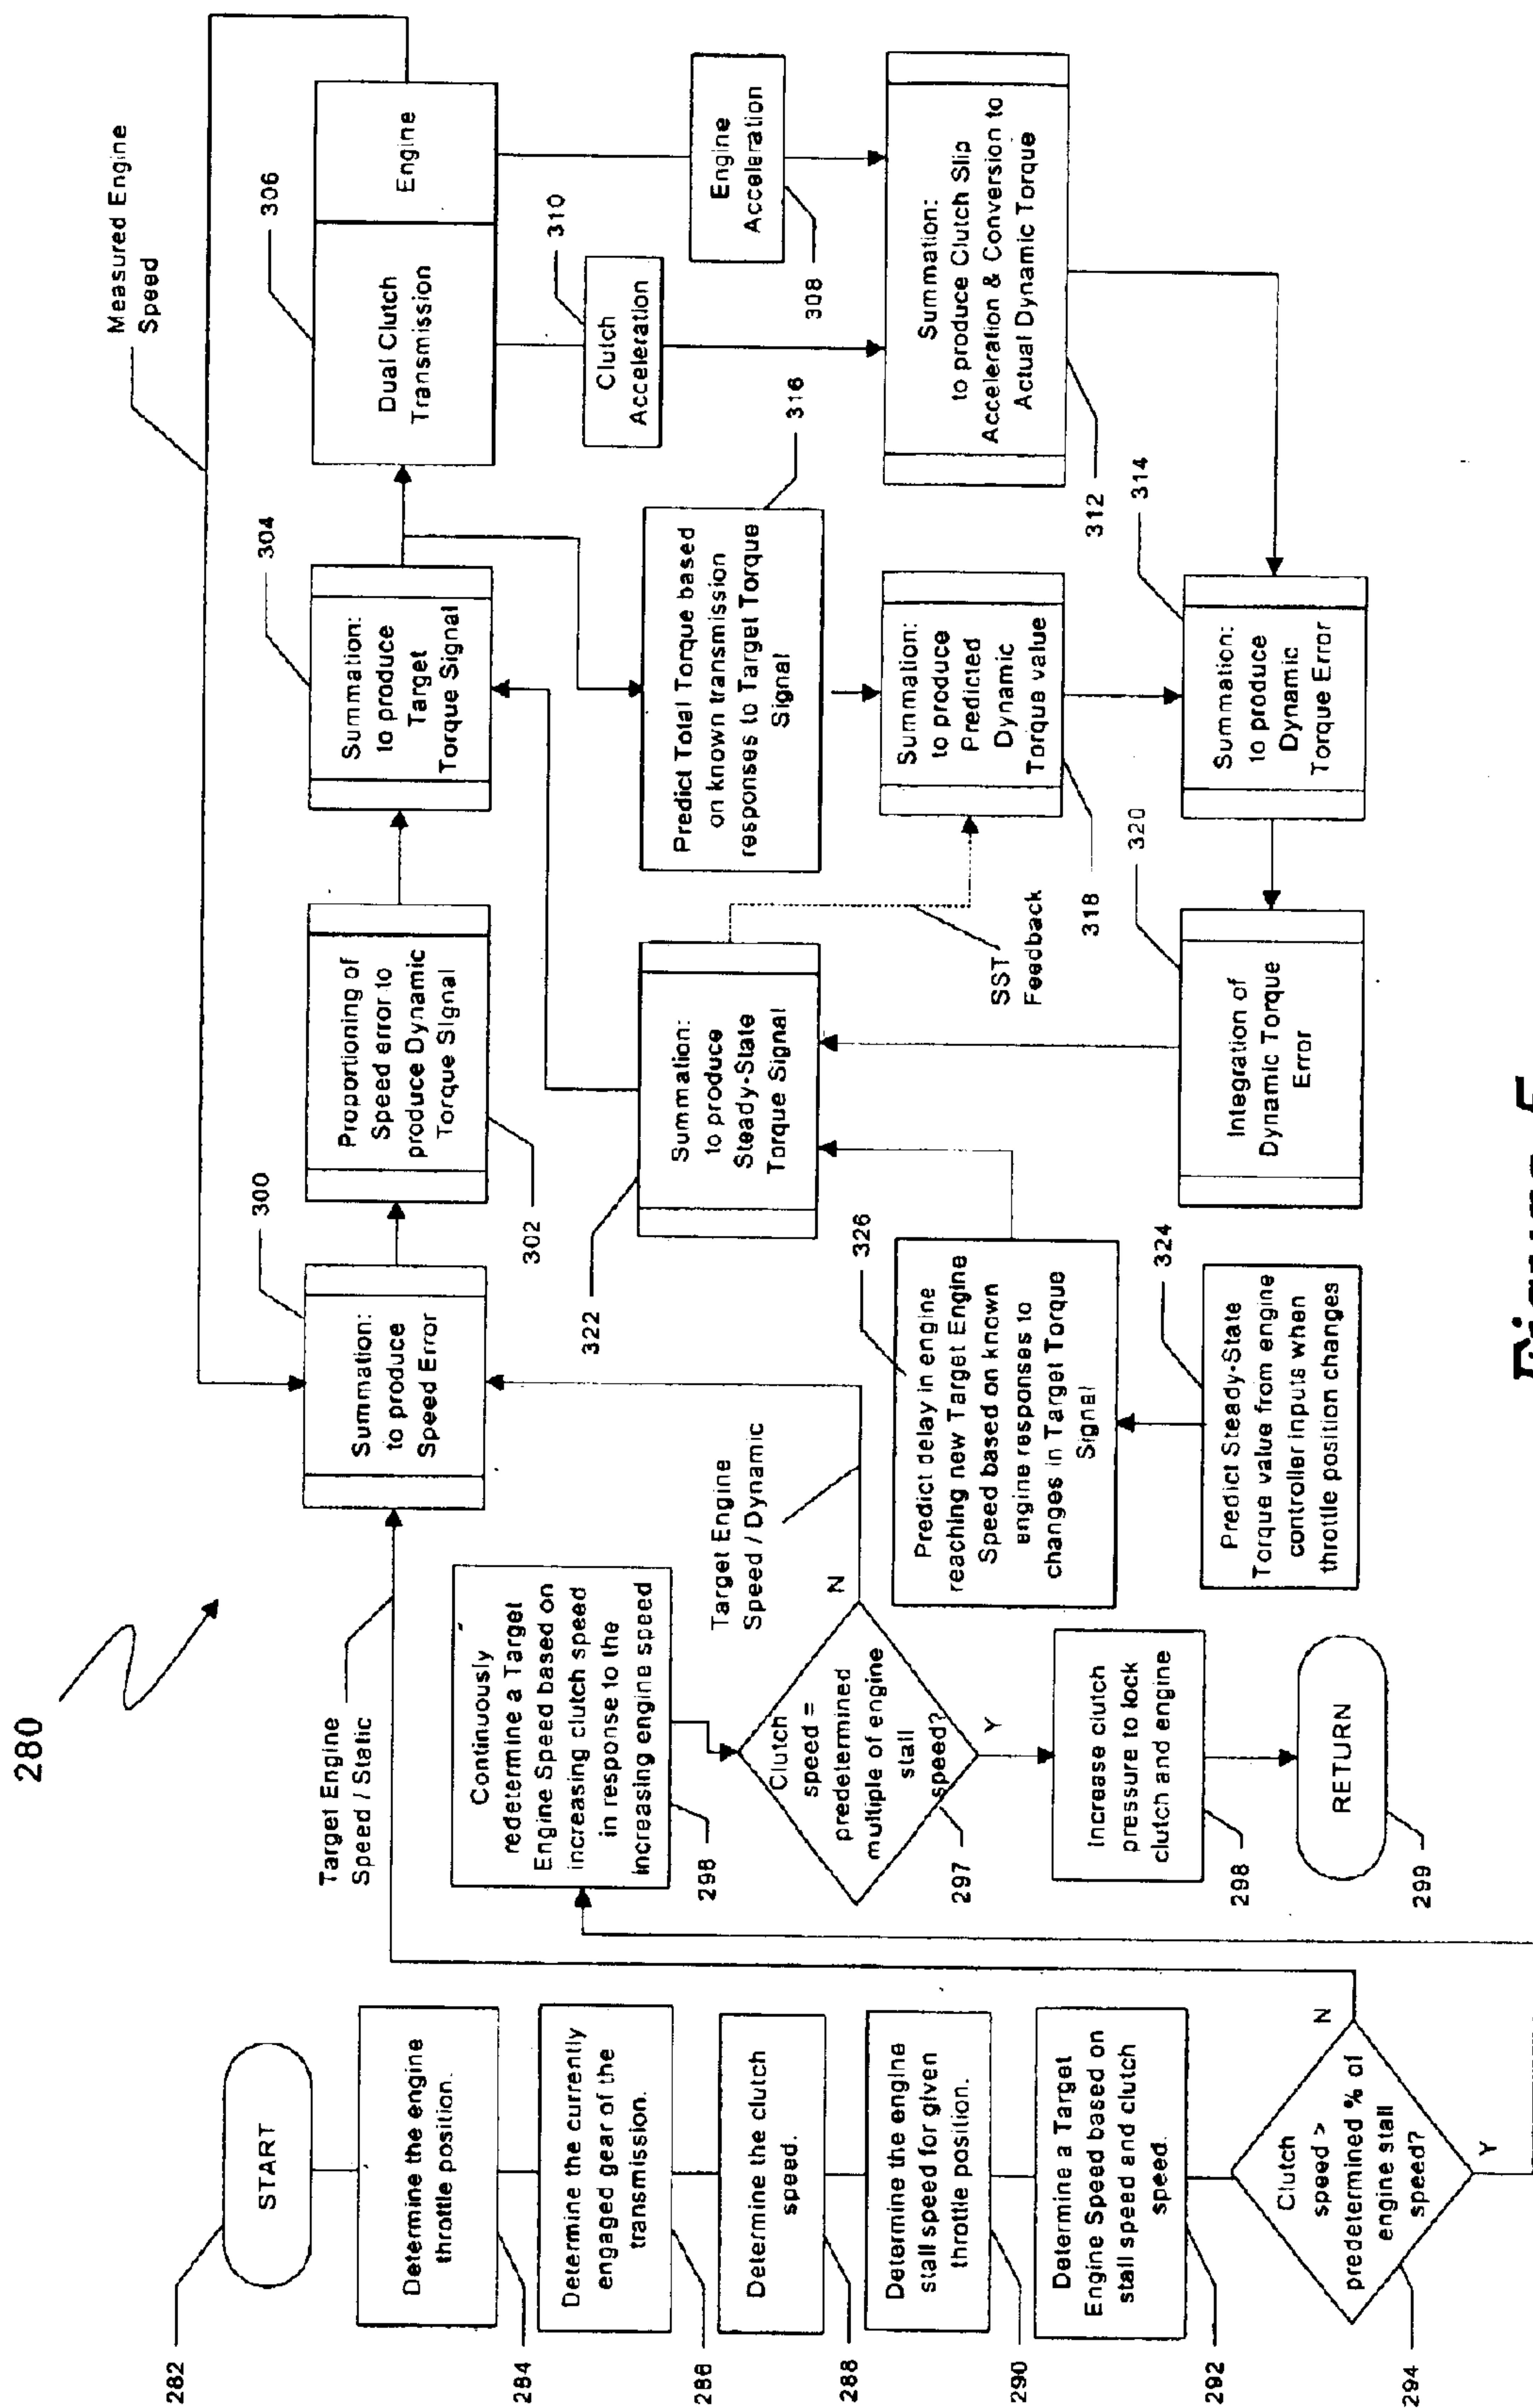 280
282
START
284
Determine the engine
throttle position.
286
Determine the currently
engaged gear of the
transmission.
288
Determine the clutch
speed.
290
Determine the engine
stall speed for given
throttle position.
292
Determine a Target
Engine Speed based on
stall speed and clutch
speed.
294
Clutch
speed >
predetermined % of
engine stall
speed?
N
Y
Target Engine
Speed / Static
Continuously
redetermine a Target
Engine Speed based on
increasing clutch speed
in response to the
increasing engine speed
298
Clutch
speed =
predetermined
multiple of engine
stall
speed?
297
N
Y
Target Engine
Speed / Dynamic
Increase clutch
pressure to lock
clutch and engine
298
RETURN
299
300
Summation:
to produce
Speed Error
Measured Engine
Speed
302
Proportioning of
Speed error to
produce Dynamic
Torque Signal
304
Summation:
to produce
Target
Torque Signal
306
Dual Clutch
Transmission
Engine
310
Clutch
Acceleration
308
Engine
Acceleration
312
Summation:
to produce Clutch Slip
Acceleration & Conversion to
Actual Dynamic Torque
316
Predict Total Torque based
on known transmission
responses to Target Torque
Signal
318
Summation:
to produce
Predicted
Dynamic
Torque value
SST
Feedback
314
Summation:
to produce
Dynamic
Torque Error
320
Integration of
Dynamic Torque
Error
322
Summation:
to produce
Steady-State
Torque Signal
326
Predict delay in engine
reaching new Target Engine
Speed based on known
engine responses to
changes in Target Torque
Signal
324
Predict Steady-State
Torque value from engine
controller inputs when
throttle position changes